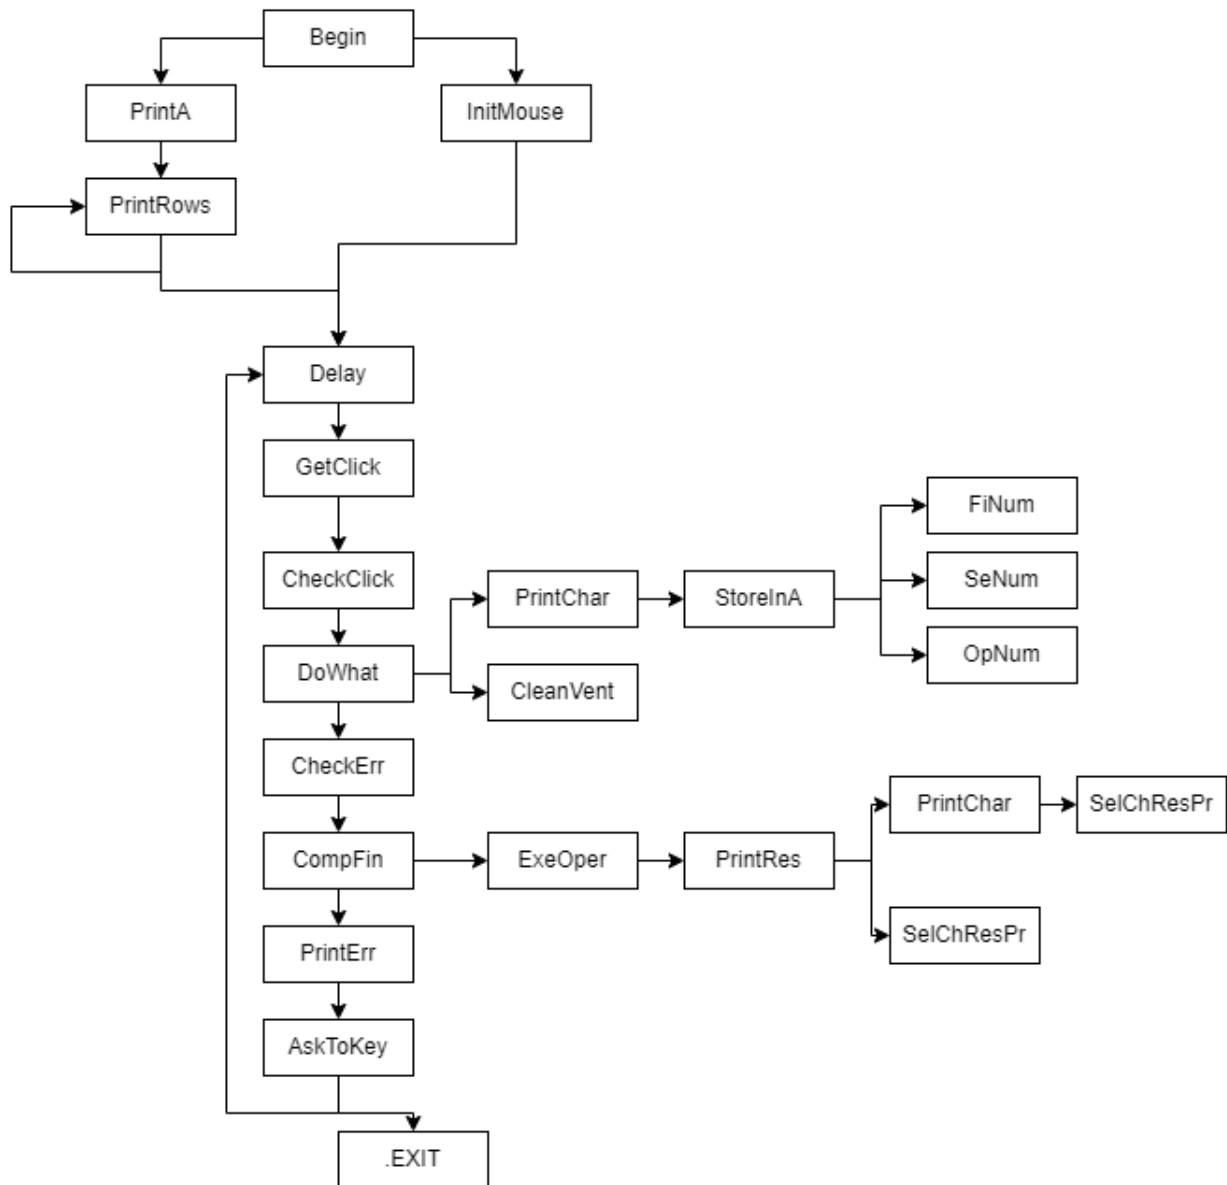 Begin
PrintA
InitMouse
PrintRows
Delay
GetClick
FiNum
CheckClick
PrintChar
StoreInA
SeNum
DoWhat
CleanVent
OpNum
CheckErr
PrintChar
SelChResPr
CompFin
ExeOper
PrintRes
PrintErr
SelChResPr
AskToKey
.EXIT